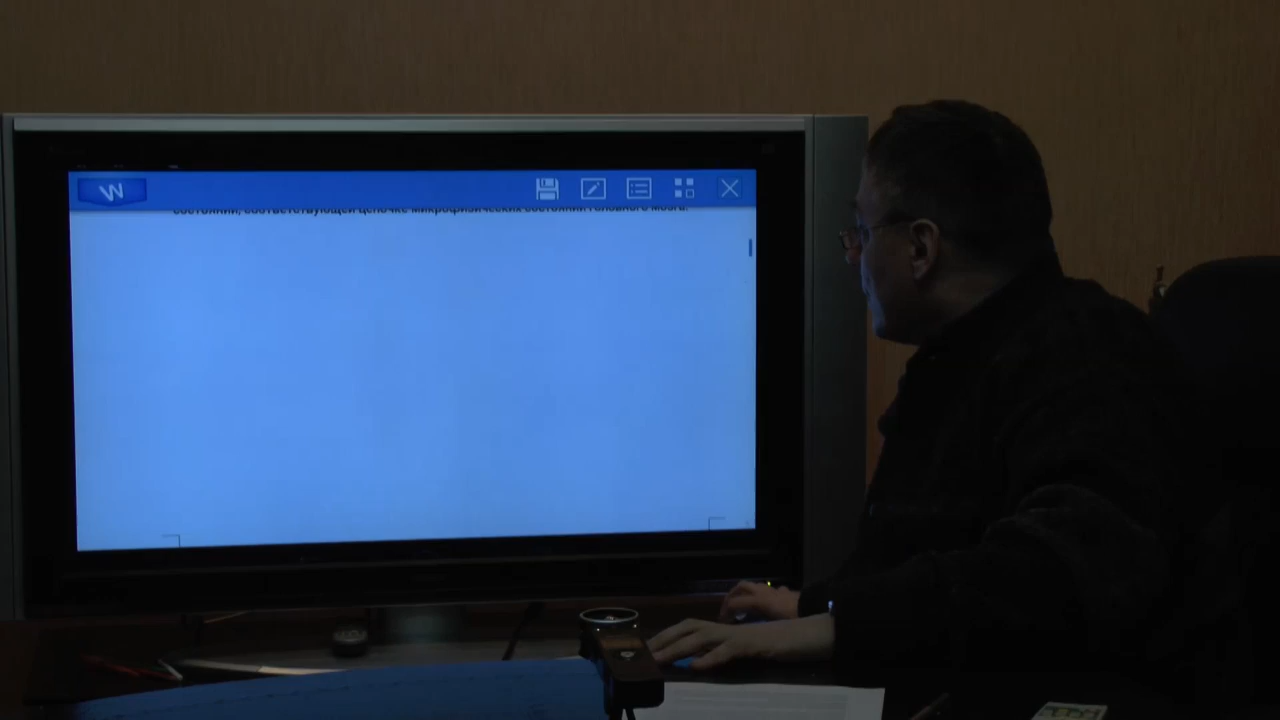 W
состояний, соответствующей цепочке микрофизических состояний головного мозга.